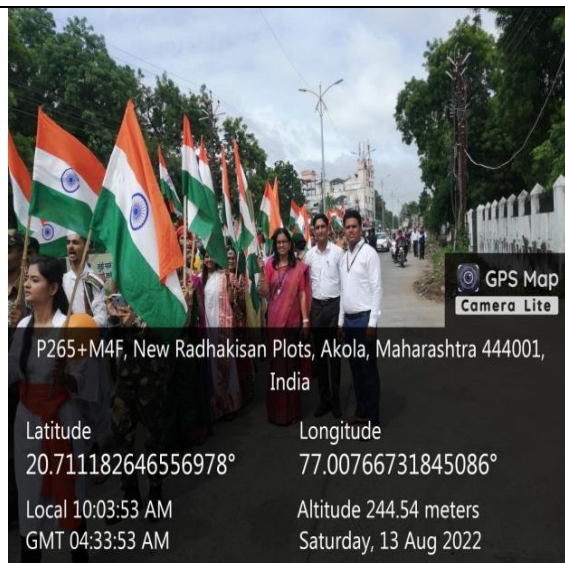 GPS Map
Camera Lite
P265+M4F, New Radhakisan Plots, Akola, Maharashtra 444001,
India
Latitude
20.711182646556978°
Longitude
77.00766731845086°
Local 10:03:53 AM
GMT 04:33:53 AM
Altitude 244.54 meters
Saturday, 13 Aug 2022